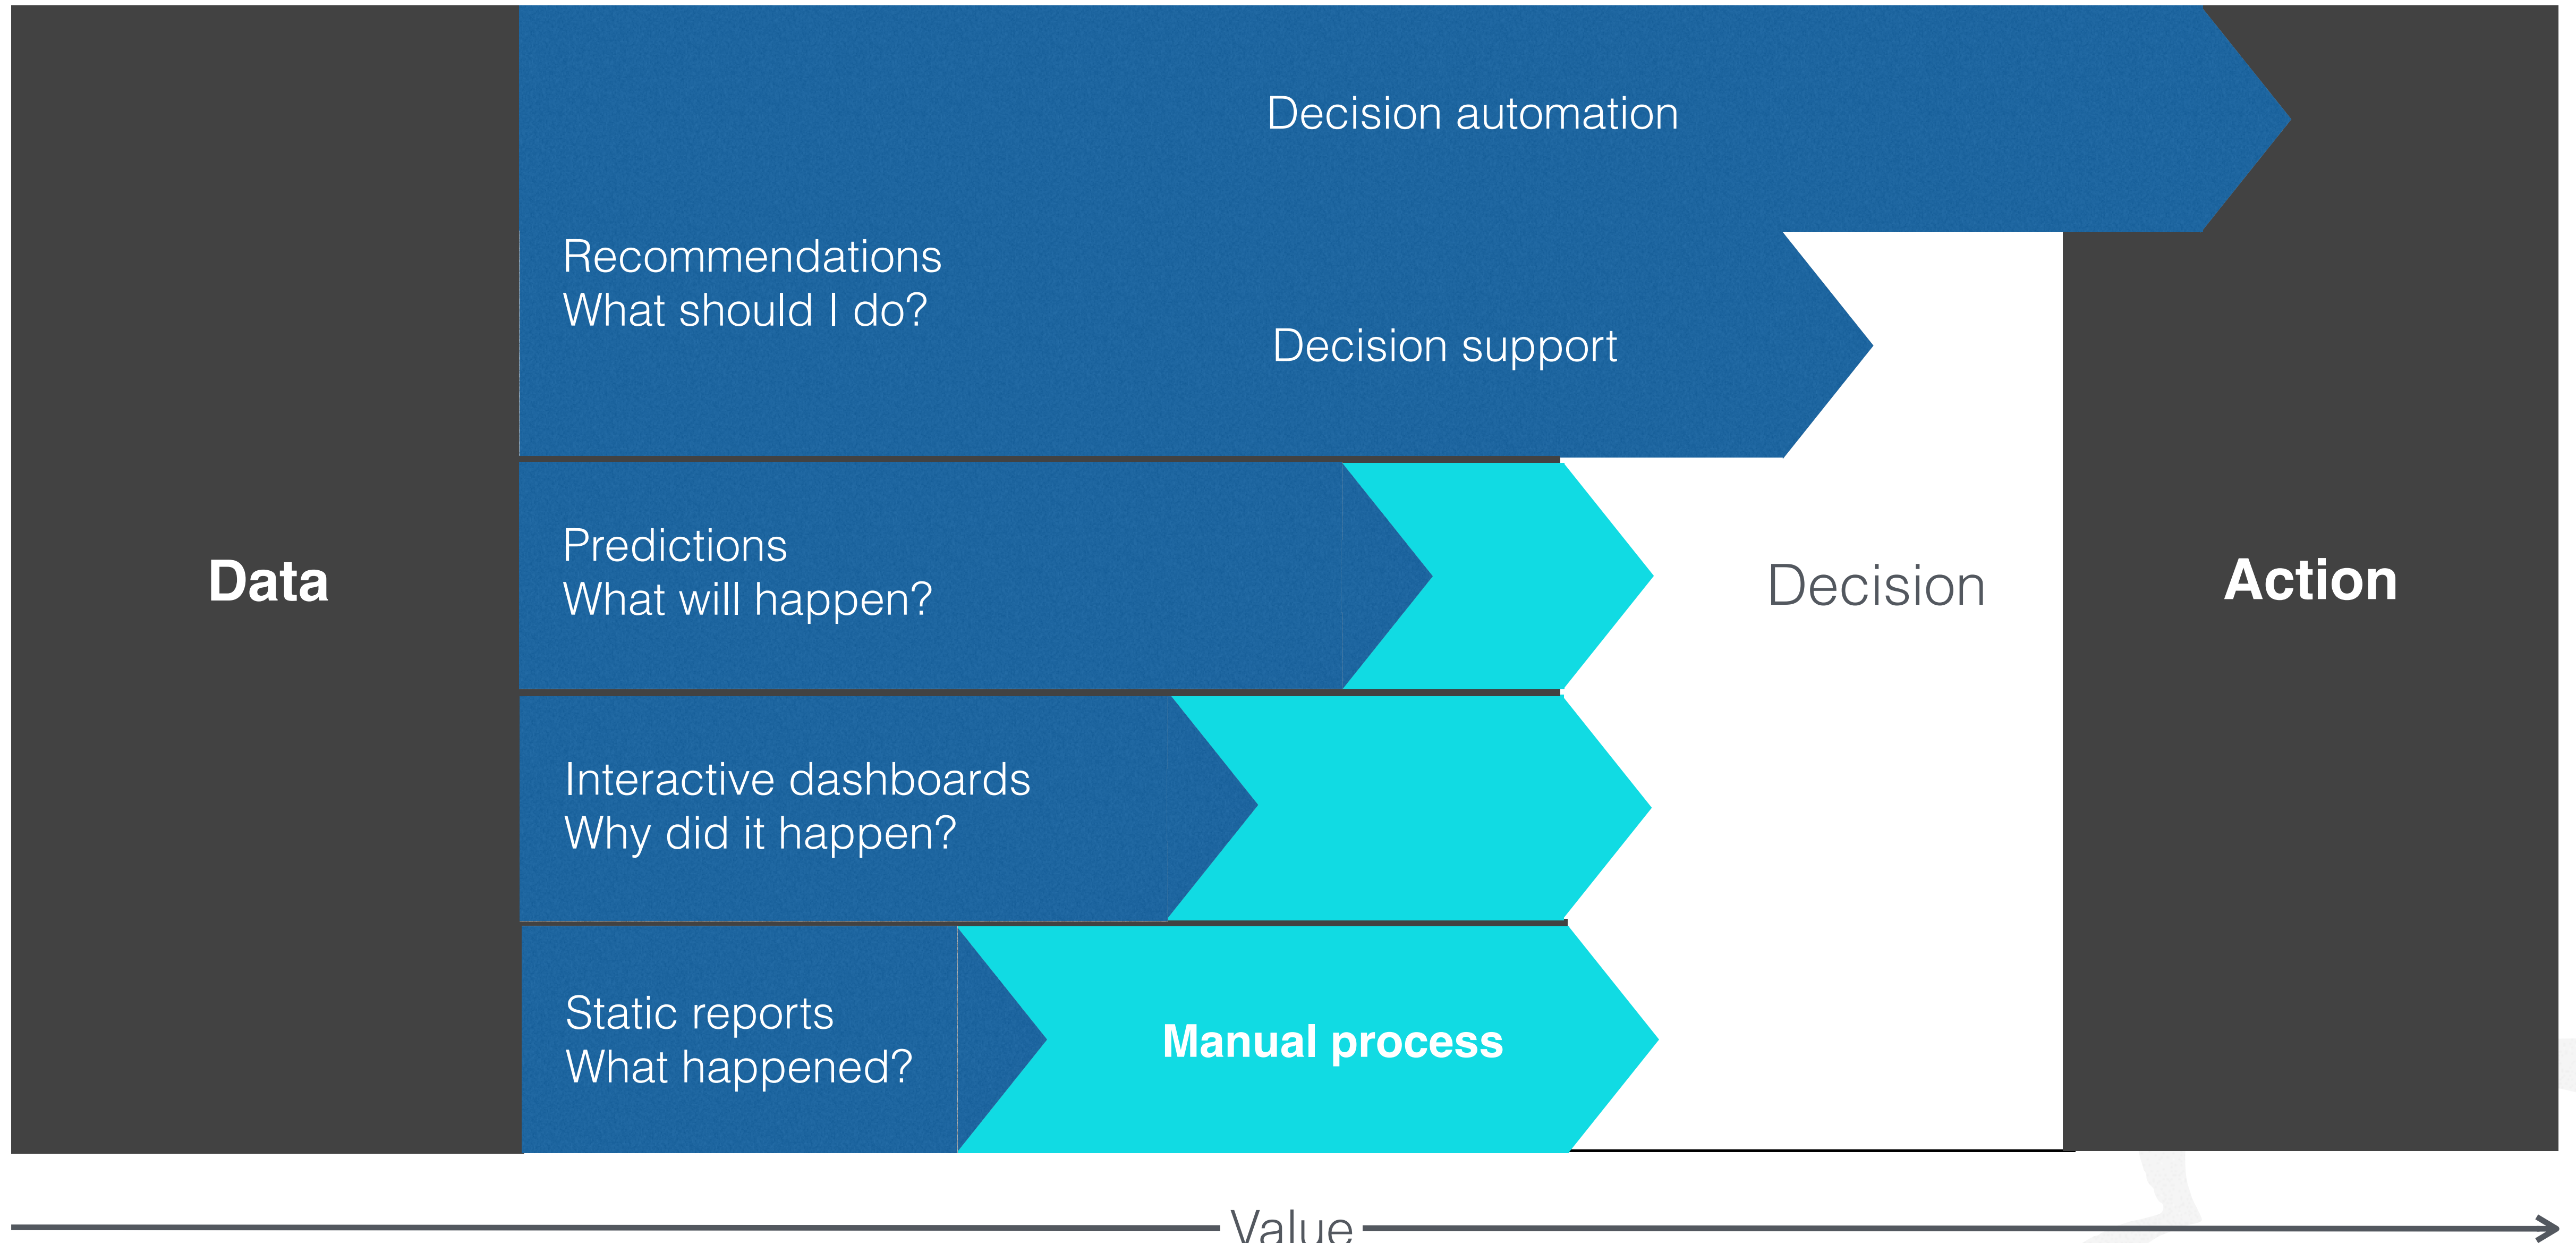 Decision automation
Recommendations
What should I do?
Decision support
Predictions
What will happen?
Data
Decision
Action
Interactive dashboards
Why did it happen?
Static reports
What happened?
Manual process
Value